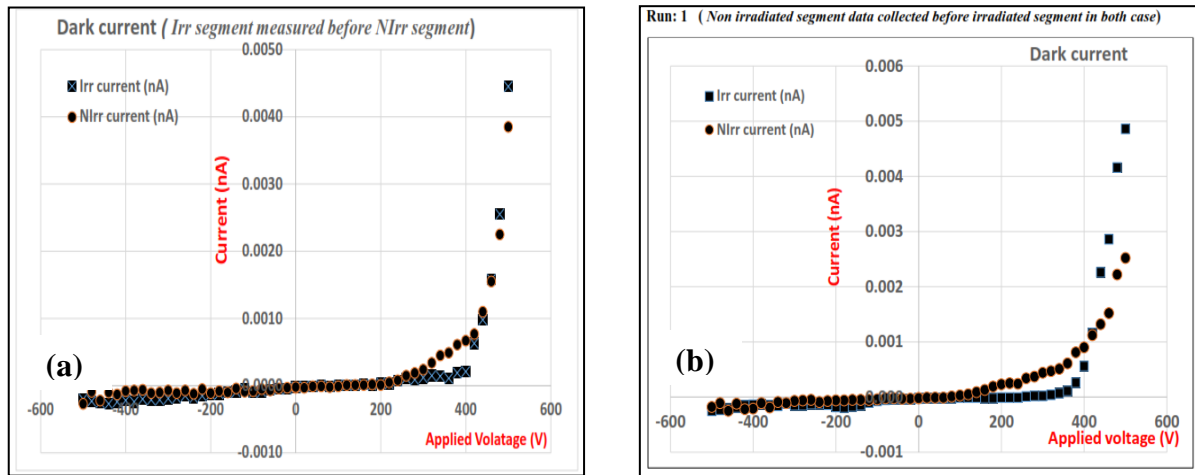 Dark current ( Irr segment measured before NIrr segment)
0.0050
Irr current (nA)
NIrr current (nA)
0.0040
0.0030
Current (nA)
0.0020
0.0010
(a)
0.0000
-600 -400 -200 0 200 400 600
Applied Volatage (V)
-0.0010
Run: 1 ( Non irradiated segment data collected before irradiated segment in both case)
Dark current
0.006
Irr current (nA)
0.005
NIrr current (nA)
0.004
Current (nA)
0.003
0.002
0.001
(b)
0.000
-600 -400 -200 0 200 400 600
Applied voltage (V)
-0.001